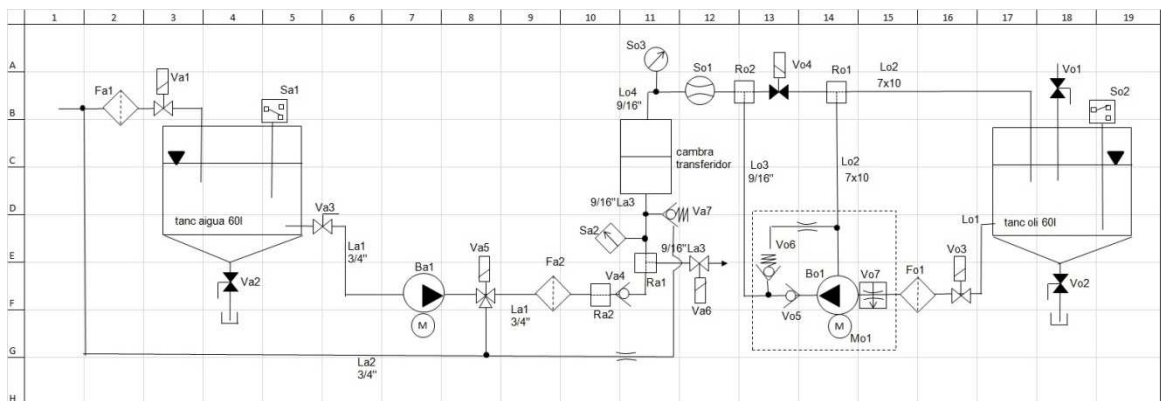 1 2 3 4 5 6 7 8 9 10 11 12 13 14 15 16 17 18 19
A
B
C
D
E
F
G
H
Fa1
Va1
Sa1
tanc aigua 60l
Va2
Va3
La1
3/4"
Ba1
M
Va5
La1
3/4"
Fa2
Ra2
Va4
La2
3/4"
So3
Lo4
9/16"
So1
Ro2
Vo4
Ro1
Lo2
7x10
cambra
transferidor
9/16" La3
Va7
Sa2
9/16" La3
Ra1
Va6
Lo3
9/16"
Lo2
7x10
Vo6
Bo1
Vo7
Vo5
M
Mo1
Fo1
Vo3
Lo1
Vo1
So2
tanc oli 60l
Vo2